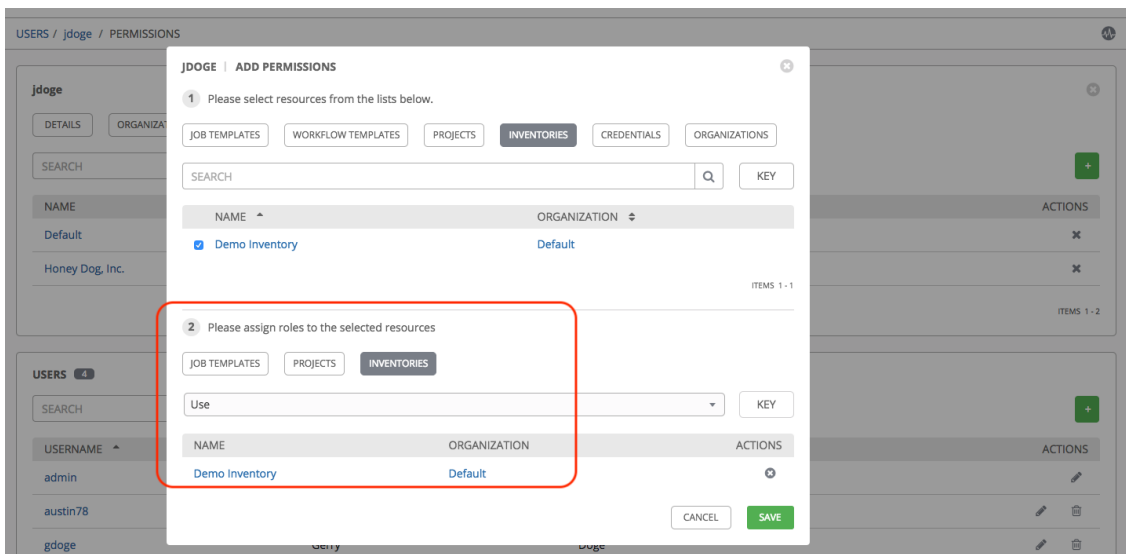 USERS / jdoge / PERMISSIONS
JDOGE | ADD PERMISSIONS
1 Please select resources from the lists below.
JOB TEMPLATES WORKFLOW TEMPLATES PROJECTS INVENTORIES CREDENTIALS ORGANIZATIONS
SEARCH KEY
NAME ORGANIZATION
Demo Inventory Default
ITEMS 1 - 1
2 Please assign roles to the selected resources
JOB TEMPLATES PROJECTS INVENTORIES
Use KEY
NAME ORGANIZATION ACTIONS
Demo Inventory Default
CANCEL SAVE
jdoge
DETAILS ORGANIZA
SEARCH +
NAME ACTIONS
Default
Honey Dog, Inc.
ITEMS 1 - 2
USERS 4
SEARCH +
USERNAME ACTIONS
admin
austin78
gdoge Gerry Doge